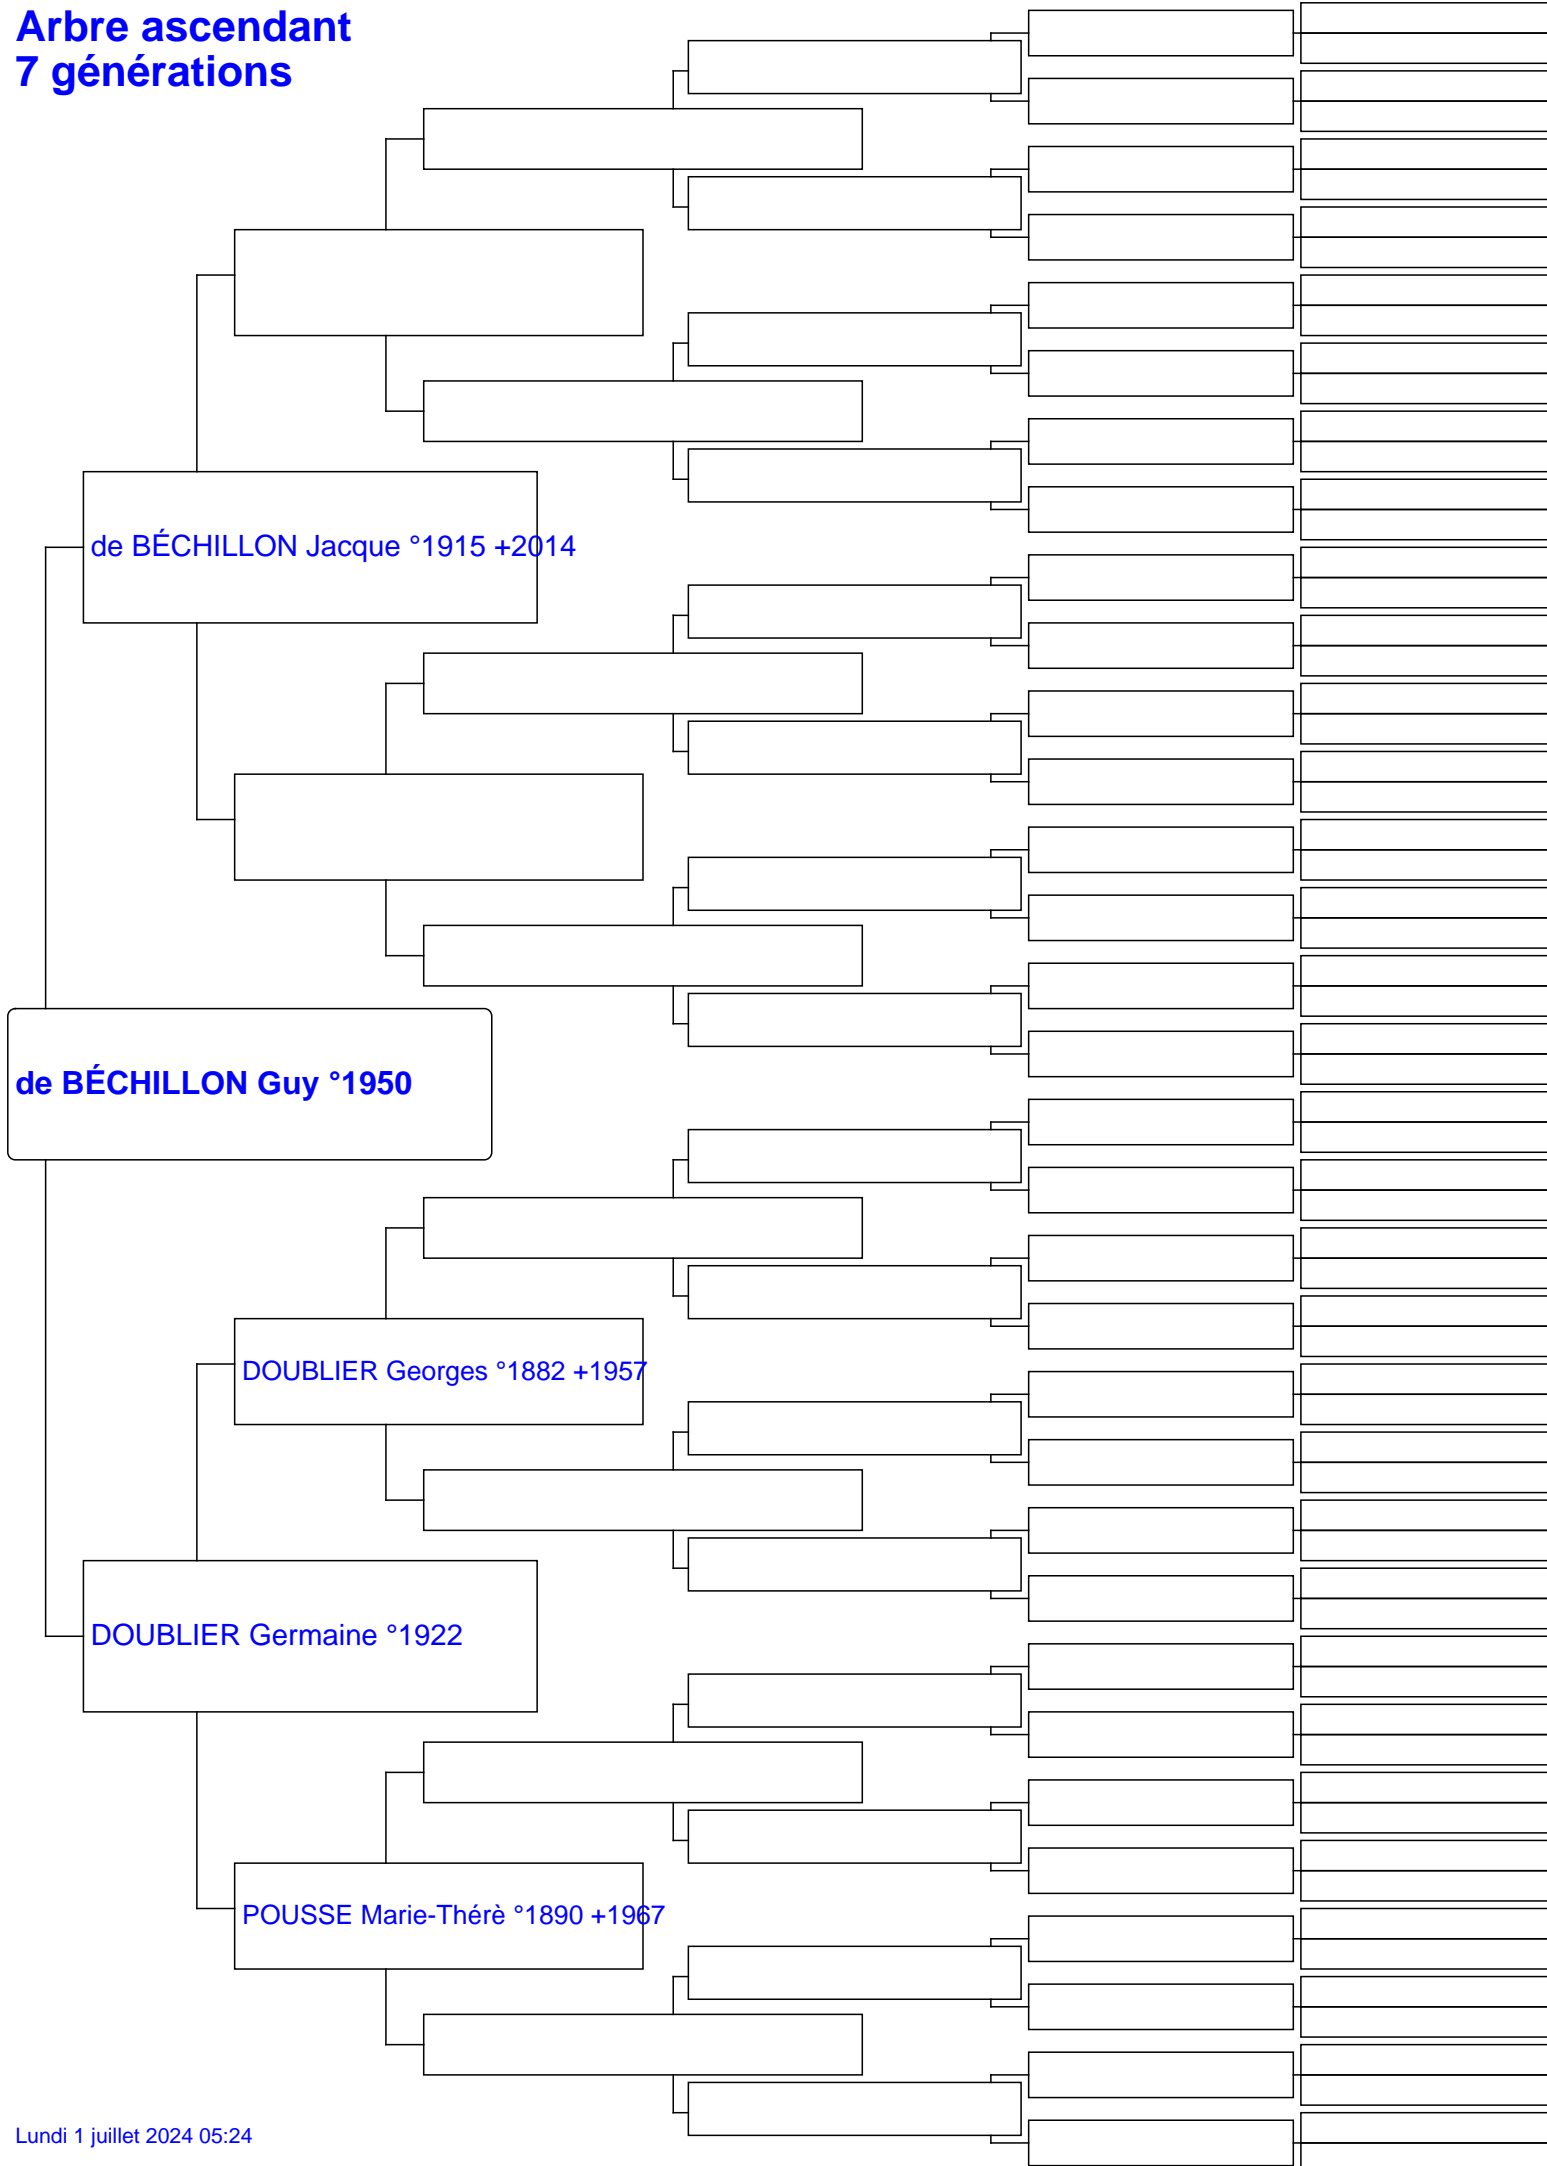 Arbre ascendant
7 générations
de BÉCHILLON Jacque °1915 +2014
de BÉCHILLON Guy °1950
DOUBLIER Georges °1882 +1957
DOUBLIER Germaine °1922
POUSSE Marie-Thérè °1890 +1967
Lundi 1 juillet 2024 05:24